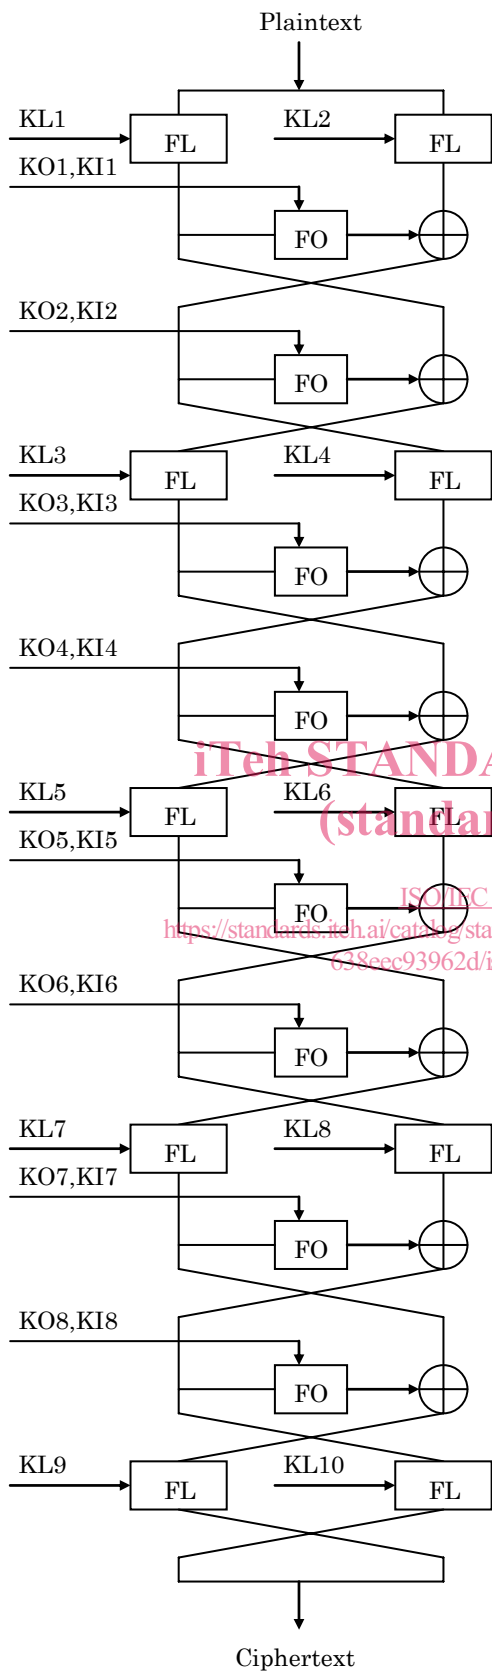 Plaintext
KL1 KL2
FL FL
KO1,KI1
FO
KO2,KI2
FO
KL3 KL4
FL FL
KO3,KI3
FO
KO4,KI4
FO
iTeh STANDA
KL5 KL6
FL FL
(standar
KO5,KI5
FO
ISO/IEC
https://standards.iteh.ai/catalog/sta
638eec93962d/i
KO6,KI6
FO
KL7 KL8
FL FL
KO7,KI7
FO
KO8,KI8
FO
KL9 KL10
FL FL
Ciphertext